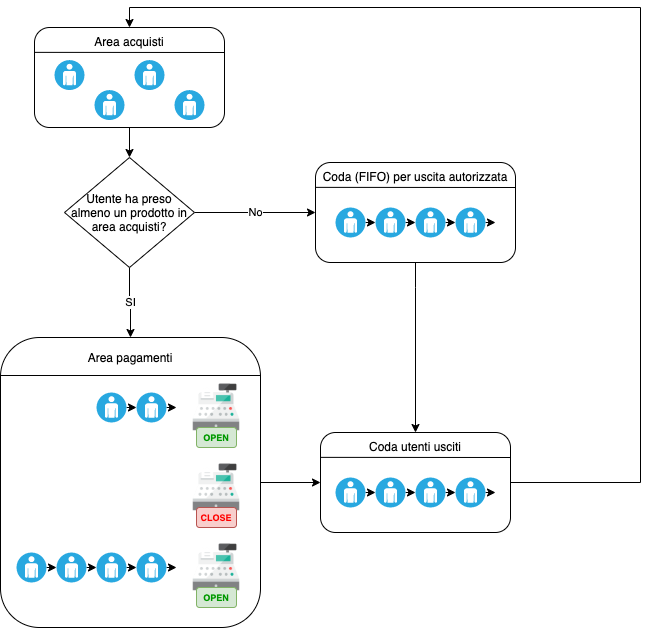 Area acquisti
Utente ha preso
almeno un prodotto in
area acquisti?
No
Coda (FIFO) per uscita autorizzata
SI
Area pagamenti
OPEN
CLOSE
OPEN
Coda utenti usciti